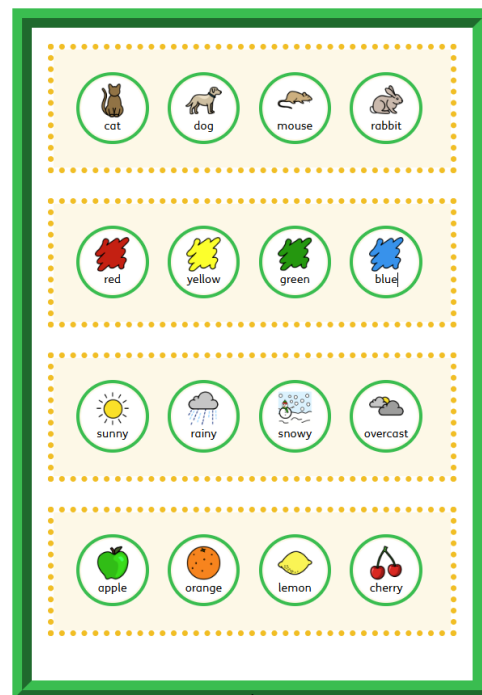 cat dog mouse rabbit
red yellow green blue
sunny rainy snowy overcast
apple orange lemon cherry